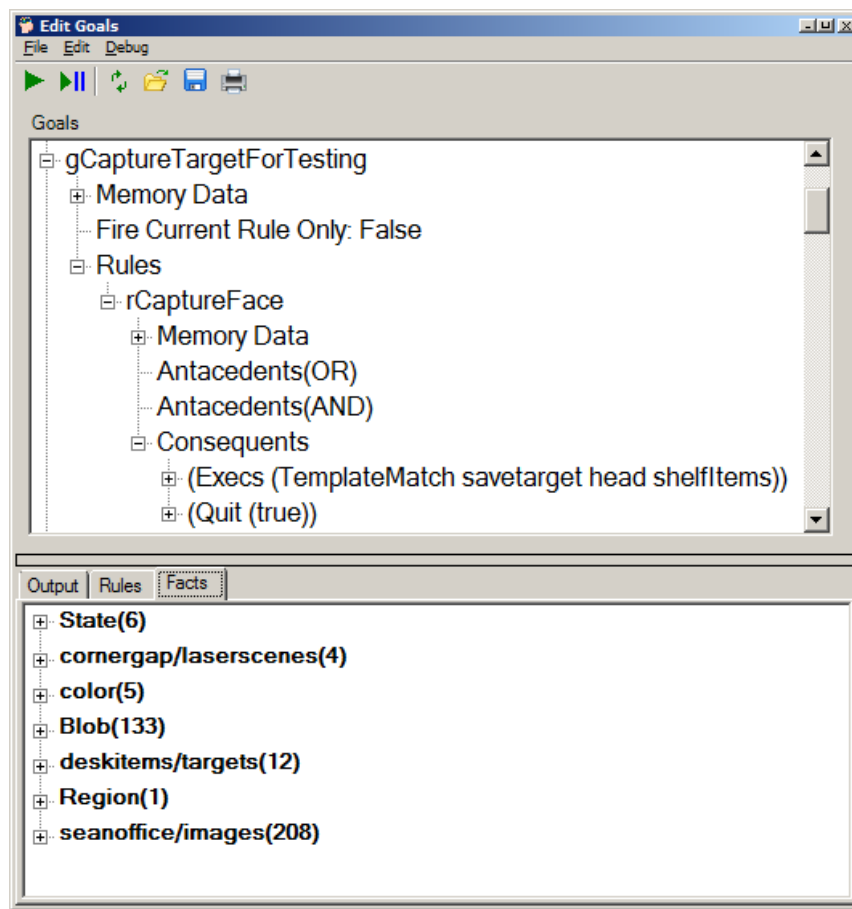 Edit Goals
File Edit Debug
Goals
gCaptureTargetForTesting
Memory Data
Fire Current Rule Only: False
Rules
rCaptureFace
Memory Data
Antacedents(OR)
Antacedents(AND)
Consequents
(Execs (TemplateMatch savetarget head shelfItems))
(Quit (true))
Output Rules Facts
State(6)
cornergap/laserscenes(4)
color(5)
Blob(133)
deskitems/targets(12)
Region(1)
seanoffice/images(208)